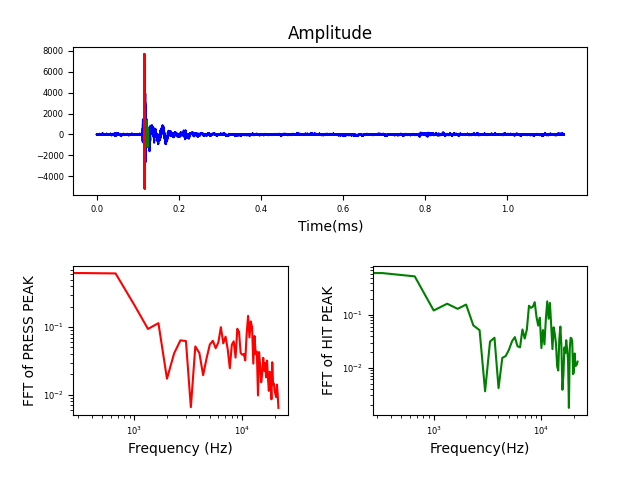 Amplitude
8000
6000
4000
2000
0
−2000
−4000
0.0 0.2 0.4 0.6 0.8 1.0
Time(ms)
FFT of PRESS PEAK
10⁻¹
10⁻²
10³ 10⁴
Frequency (Hz)
FFT of HIT PEAK
10⁻¹
10⁻²
10³ 10⁴
Frequency(Hz)